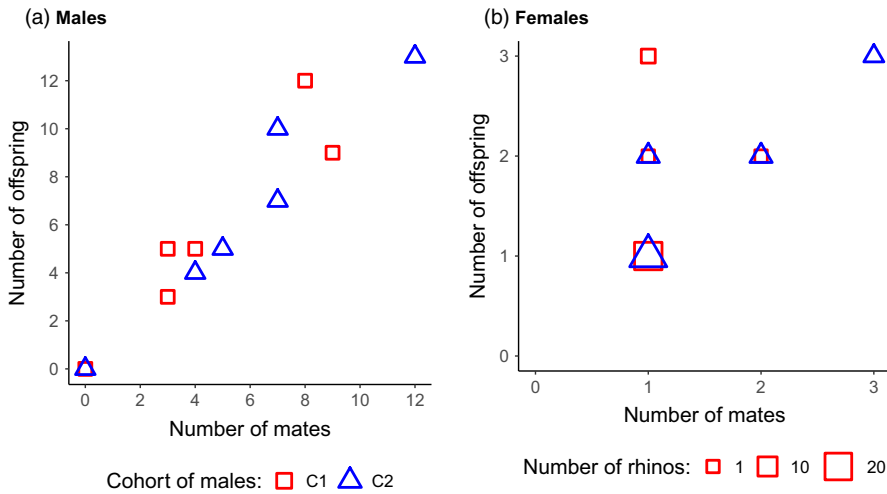 (a) Males
Number of offspring
12
10
8
6
4
2
0
0 2 4 6 8 10 12
Number of mates
Cohort of males: C1 C2
(b) Females
Number of offspring
3
2
1
0
0 1 2 3
Number of mates
Number of rhinos: 1 10 20